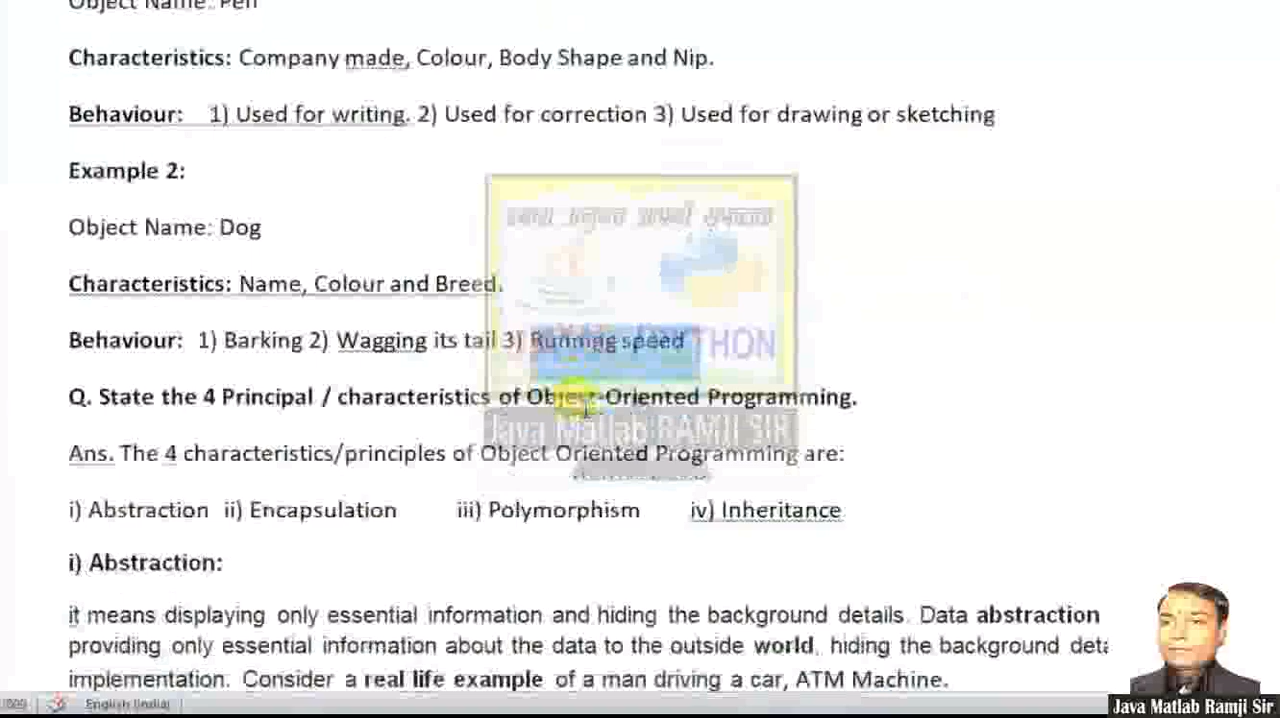 Object Name: Pen
Characteristics: Company made, Colour, Body Shape and Nip.
Behaviour: 1) Used for writing. 2) Used for correction 3) Used for drawing or sketching
Example 2:
Object Name: Dog
Characteristics: Name, Colour and Breed.
Behaviour: 1) Barking 2) Wagging its tail 3) Running speed
THON
Q. State the 4 Principal / characteristics of Object-Oriented Programming.
Java Matlab RAMJI SIR
Ans. The 4 characteristics/principles of Object Oriented Programming are:
i) Abstraction ii) Encapsulation iii) Polymorphism iv) Inheritance
i) Abstraction:
it means displaying only essential information and hiding the background details. Data abstraction
providing only essential information about the data to the outside world, hiding the background deta
implementation. Consider a real life example of a man driving a car, ATM Machine.
English (India)
Java Matlab Ramji Sir